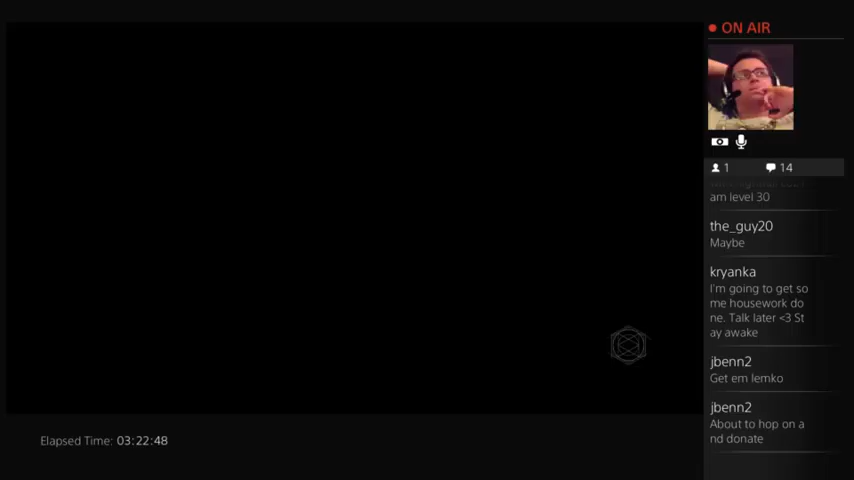 ON AIR
1
14
am level 30
the_guy20
Maybe
kryanka
I'm going to get so
me housework do
ne. Talk later <3 St
ay awake
jbenn2
Get em lemko
jbenn2
About to hop on a
nd donate
Elapsed Time: 03:22:48